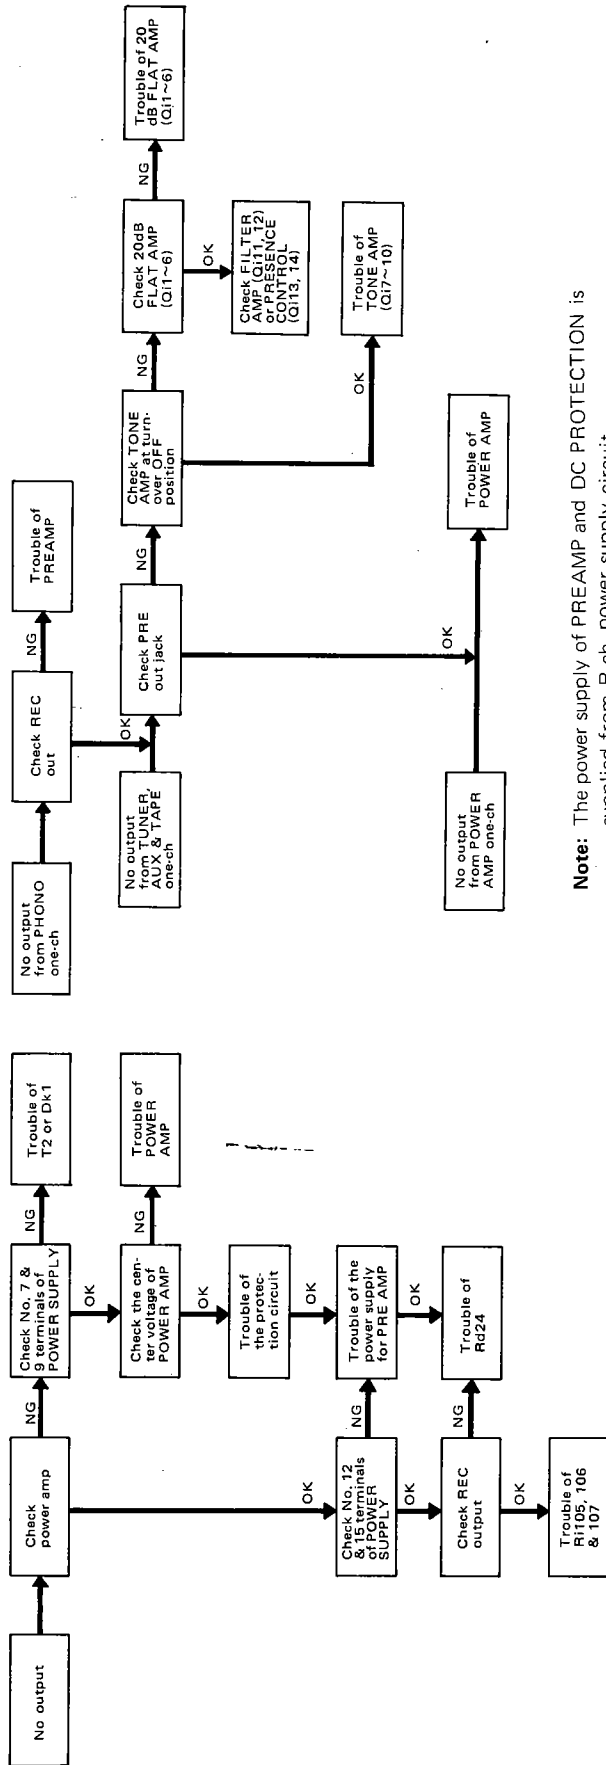 No output
Check
power amp
NG
Check No. 7 &
9 terminals of
POWER SUPPLY
NG
Trouble of
T2 or Dk1
OK
Check the cen-
ter voltage of
POWER AMP
NG
Trouble of
POWER
AMP
OK
Trouble of
the protec-
tion circuit
OK
OK
Check No. 12
& 15 terminals
of POWER
SUPPLY
NG
Trouble of the
power supply
for PRE AMP
OK
OK
Check REC
output
NG
Trouble of
Rd24
OK
Trouble of
Ri105, 106
& 107
No output
from PHONO
one-ch
Check REC
out
NG
Trouble of
PREAMP
OK
No output
from TUNER,
AUX & TAPE
one-ch
Check PRE
out jack
NG
Check TONE
AMP at turn-
over OFF
position
NG
Check 20dB
FLAT AMP
(Qi1~6)
NG
Trouble of 20
dB FLAT AMP
(Qi1~6)
OK
Check FILTER
AMP (Qi11, 12)
or PRESENCE
CONTROL
(Qi13, 14)
OK
Trouble of
TONE AMP
(Qi7~10)
OK
No output
from POWER
AMP one-ch
Trouble of
POWER AMP
Note: The power supply of PREAMP and DC PROTECTION is
supplied from R-ch power supply circuit.